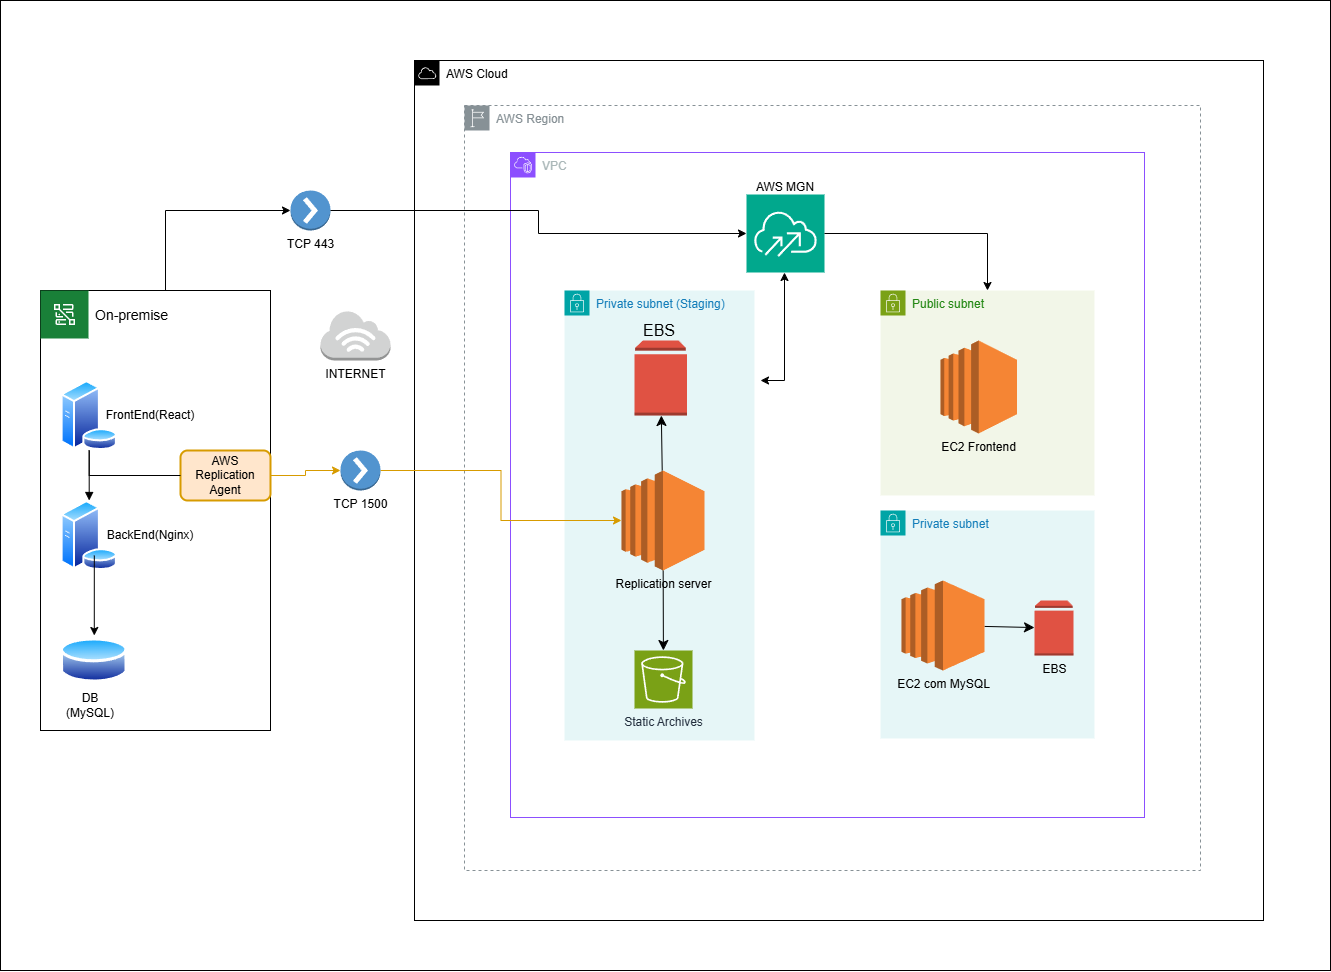 AWS Cloud
AWS Region
VPC
AWS MGN
TCP 443
On-premise
Private subnet (Staging)
Public subnet
EBS
INTERNET
FrontEnd(React)
EC2 Frontend
AWS
Replication
Agent
TCP 1500
Private subnet
BackEnd(Nginx)
Replication server
EBS
EC2 com MySQL
DB
(MySQL)
Static Archives